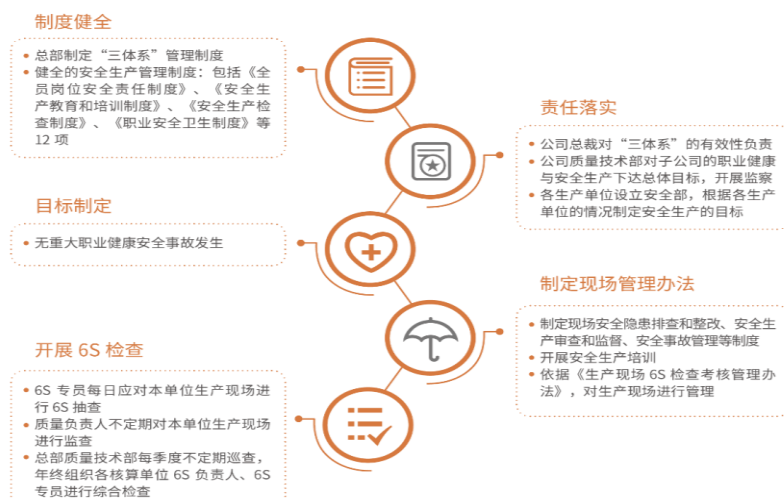 制度健全
• 总部制定“三体系”管理制度
• 健全的安全生产管理制度：包括《全
员岗位安全责任制度》、《安全生
产教育和培训制度》、《安全生产检
查制度》、《职业安全卫生制度》等
12 项
责任落实
• 公司总裁对“三体系”的有效性负责
• 公司质量技术部对子公司的职业健康
与安全生产下达总体目标，开展监察
• 各生产单位设立安全部，根据各生产
单位的情况制定安全生产的目标
目标制定
• 无重大职业健康安全事故发生
制定现场管理办法
• 制定现场安全隐患排查和整改、安全生
产审查和监督、安全事故管理等制度
• 开展安全生产培训
• 依据《生产现场 6S 检查考核管理办
法》，对生产现场进行管理
开展 6S 检查
• 6S 专员每日应对本单位生产现场进
行 6S 抽查
• 质量负责人不定期对本单位生产现场
进行监查
• 总部质量技术部每季度不定期巡查，
年终组织各核算单位 6S 负责人、6S
专员进行综合检查